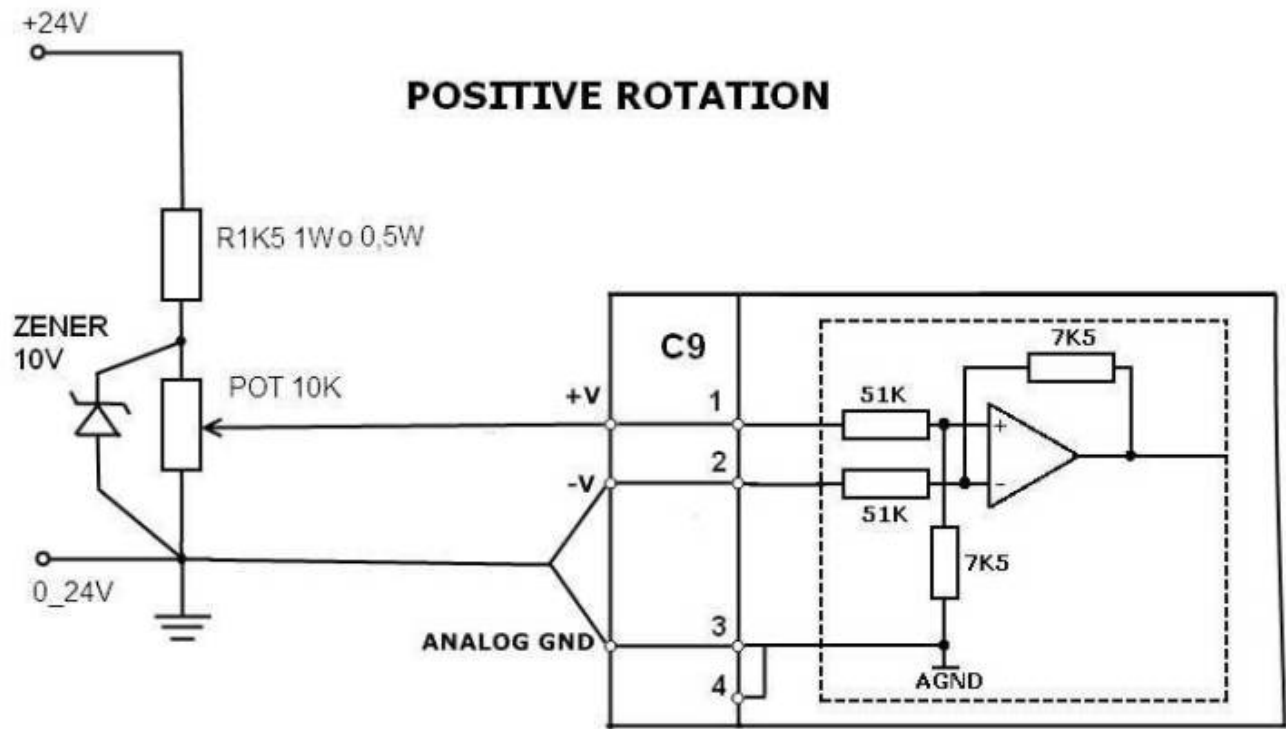 +24V
POSITIVE ROTATION
R1K5 1W o 0,5W
ZENER
10V
POT 10K
C9
7K5
+V
1
51K
+
2
-V
-
51K
7K5
0_24V
ANALOG GND
3
4
AGND